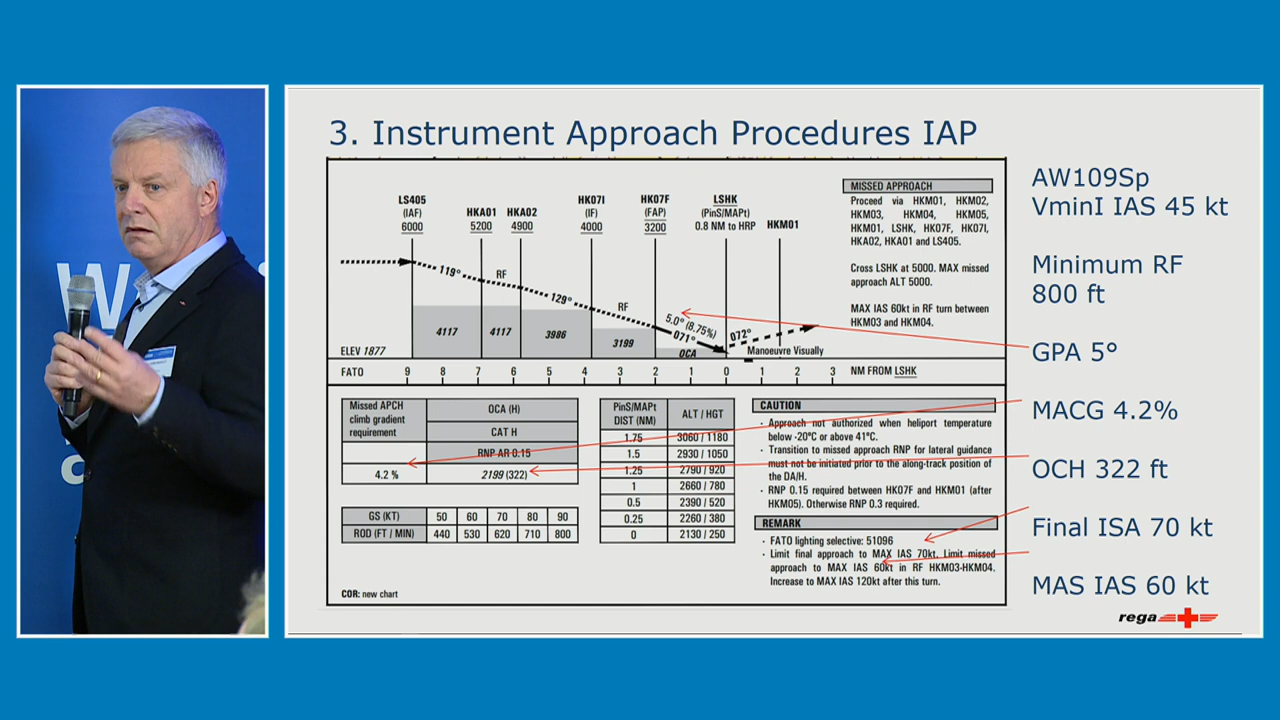 3. Instrument Approach Procedures IAP
LS405
(IAF)
6000
HKA01
5200
HKA02
4900
HK07I
(IF)
4000
HK07F
(FAP)
3200
LSHK
(PinS/MAPt)
0.8 NM to HRP
HKM01
119°
RF
129°
RF
5.0° (8.75%)
071°
072°
4117
4117
3986
3199
OCA
Manoeuvre Visually
ELEV 1877
FATO 9 8 7 6 5 4 3 2 1 0 1 2 3 NM FROM LSHK
MISSED APPROACH
Proceed via HKM01, HKM02,
HKM03, HKM04, HKM05,
HKM01, LSHK, HK07F, HK07I,
HKA02, HKA01 and LS405.
Cross LSHK at 5000. MAX missed
approach ALT 5000.
MAX IAS 60kt in RF turn between
HKM03 and HKM04.
Missed APCH
climb gradient
requirement
OCA (H)
CAT H
RNP AR 0.15
4.2 % 2199 (322)
GS (KT) 50 60 70 80 90
ROD (FT / MIN) 440 530 620 710 800
PinS/MAPt
DIST (NM)
ALT / HGT
1.75 3060 / 1180
1.5 2930 / 1050
1.25 2790 / 920
1 2660 / 780
0.5 2390 / 520
0.25 2260 / 380
0 2130 / 250
CAUTION
- Approach not authorized when heliport temperature
below -20°C or above 41°C.
- Transition to missed approach RNP for lateral guidance
must not be initiated prior to the along-track position of
the DA/H.
- RNP 0.15 required between HK07F and HKM01 (after
HKM05). Otherwise RNP 0.3 required.
REMARK
- FATO lighting selective: 51096
- Limit final approach to MAX IAS 70kt. Limit missed
approach to MAX IAS 60kt in RF HKM03-HKM04.
Increase to MAX IAS 120kt after this turn.
COR: new chart
AW109Sp
VminI IAS 45 kt
Minimum RF
800 ft
GPA 5°
MACG 4.2%
OCH 322 ft
Final ISA 70 kt
MAS IAS 60 kt
rega